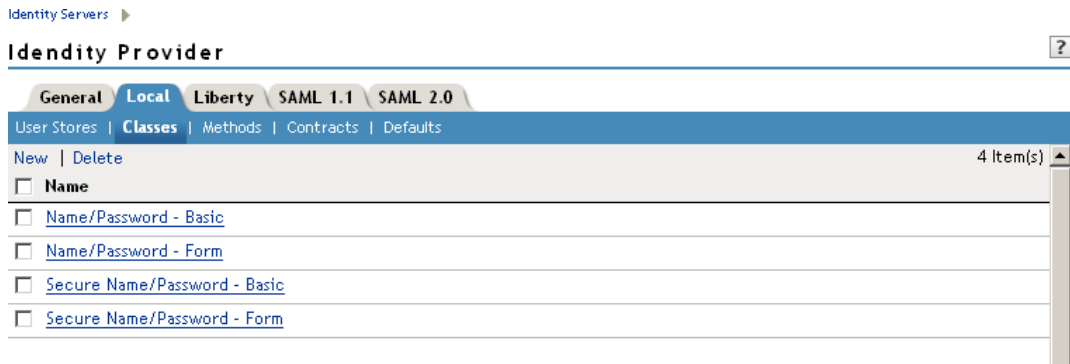 Identity Servers
Idendity Provider ?
General Local Liberty SAML 1.1 SAML 2.0
User Stores | Classes | Methods | Contracts | Defaults
New | Delete 4 Item(s)
Name
Name/Password - Basic
Name/Password - Form
Secure Name/Password - Basic
Secure Name/Password - Form